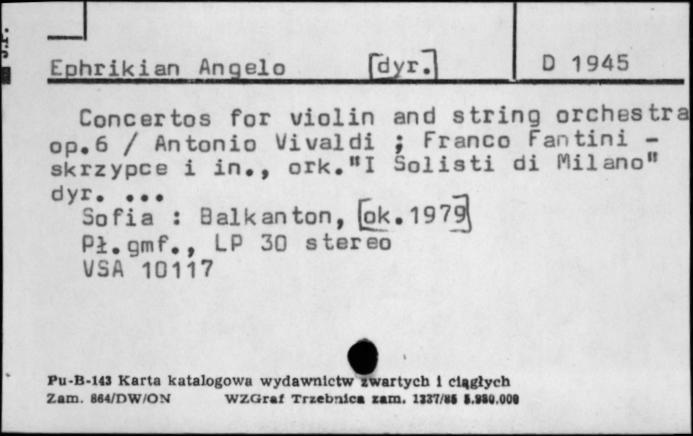 Ephrikian Angelo [dyr.] D 1945
Concertos for violin and string orchestra
op.6 / Antonio Vivaldi ; Franco Fantini -
skrzypce i in., ork."I Solisti di Milano"
dyr. ...
Sofia : Balkanton, [ok.1979]
Pł.gmf., LP 30 stereo
VSA 10117
Pu-B-143 Karta katalogowa wydawnictw zwartych i ciągłych
Zam. 864/DW/ON WZGraf Trzebnica zam. 1337/86 5.980.000